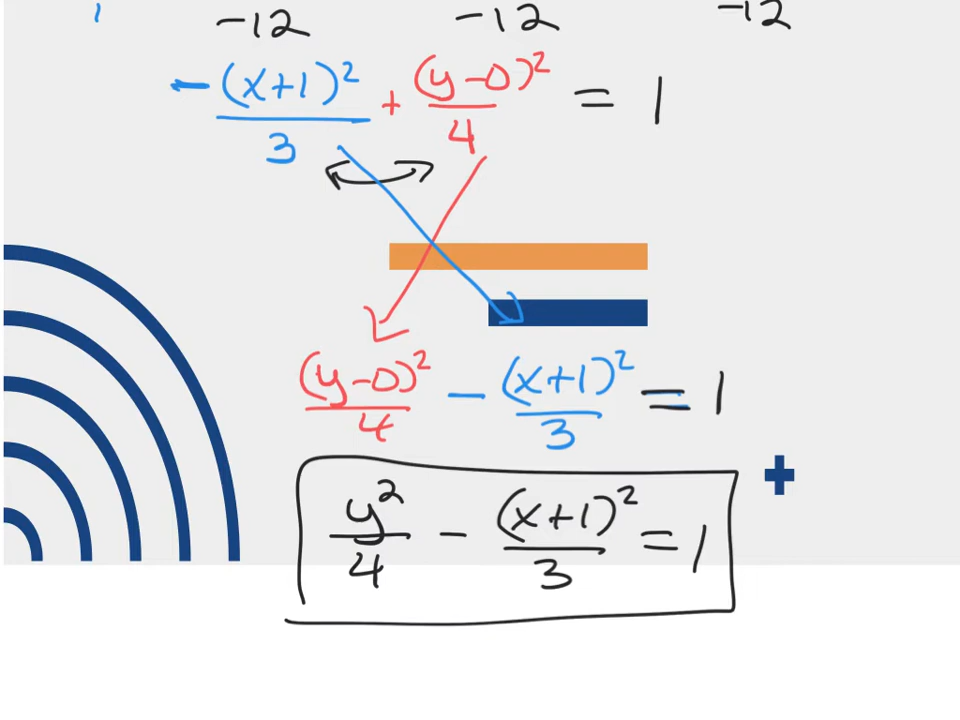 -12 -12 -12
-(x+1)²/3 + (y-0)²/4 = 1
(y-0)²/4 - (x+1)²/3 = 1
y²/4 - (x+1)²/3 = 1